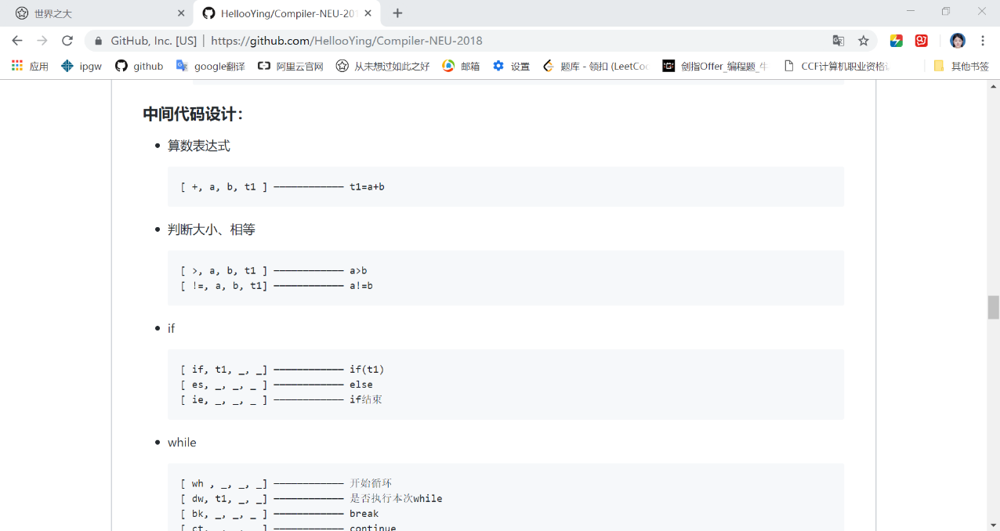 世界之大
HellooYing/Compiler-NEU-201
GitHub, Inc. [US] | https://github.com/HellooYing/Compiler-NEU-2018
应用 ipgw github google翻译 阿里云官网 从未想过如此之好 邮箱 设置 题库 - 领扣 (LeetCoc 剑指Offer_编程题_牛 CCF计算机职业资格认 其他书签
中间代码设计：
算数表达式
[ +, a, b, t1 ] ———————————— t1=a+b
判断大小、相等
[ >, a, b, t1 ] ———————————— a>b
[ !=, a, b, t1] ———————————— a!=b
if
[ if, t1, _, _] ———————————— if(t1)
[ es, _, _, _ ] ———————————— else
[ ie, _, _, _ ] ———————————— if结束
while
[ wh , _, _, _] ———————————— 开始循环
[ dw, t1, _, _] ———————————— 是否执行本次while
[ bk, _, _, _ ] ———————————— break
[ ct, _, _, _ ] ———————————— continue